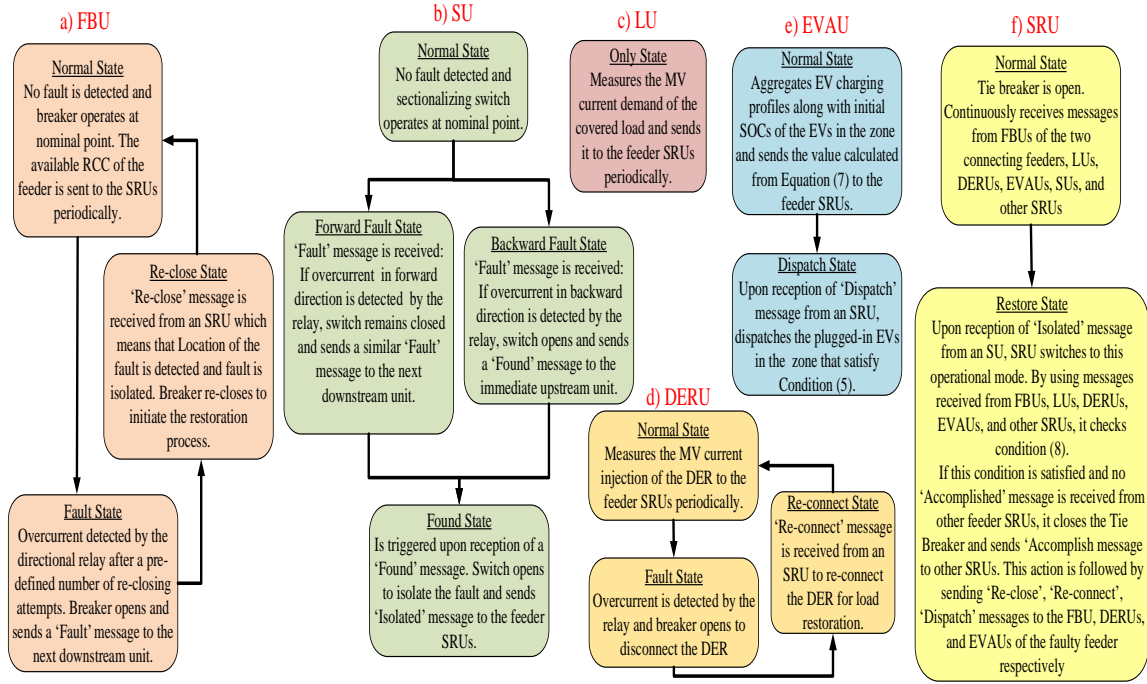 a) FBU
Normal State
No fault is detected and
breaker operates at
nominal point. The
available RCC of the
feeder is sent to the SRUs
periodically.
Re-close State
‘Re-close’ message is
received from an SRU which
means that Location of the
fault is detected and fault is
isolated. Breaker re-closes to
initiate the restoration
process.
Fault State
Overcurrent detected by the
directional relay after a pre-
defined number of re-closing
attempts. Breaker opens and
sends a ‘Fault’ message to the
next downstream unit.
b) SU
Normal State
No fault detected and
sectionalizing switch
operates at nominal point.
Forward Fault State
‘Fault’ message is received:
If overcurrent in forward
direction is detected by the
relay, switch remains closed
and sends a similar ‘Fault’
message to the next
downstream unit.
Backward Fault State
‘Fault’ message is received:
If overcurrent in backward
direction is detected by the
relay, switch opens and sends
a ‘Found’ message to the
immediate upstream unit.
Found State
Is triggered upon reception of a
‘Found’ message. Switch opens
to isolate the fault and sends
‘Isolated’ message to the feeder
SRUs.
c) LU
Only State
Measures the MV
current demand of the
covered load and sends
it to the feeder SRUs
periodically.
d) DERU
Normal State
Measures the MV current
injection of the DER to the
feeder SRUs periodically.
Re-connect State
‘Re-connect’ message
is received from an
SRU to re-connect
the DER for load
restoration.
Fault State
Overcurrent is detected by the
relay and breaker opens to
disconnect the DER
e) EVAU
Normal State
Aggregates EV charging
profiles along with initial
SOCs of the EVs in the zone
and sends the value calculated
from Equation (7) to the
feeder SRUs.
Dispatch State
Upon reception of ‘Dispatch’
message from an SRU,
dispatches the plugged-in EVs
in the zone that satisfy
Condition (5).
f) SRU
Normal State
Tie breaker is open.
Continuously receives messages
from FBUs of the two
connecting feeders, LUs,
DERUs, EVAUs, SUs, and
other SRUs
Restore State
Upon reception of ‘Isolated’ message
from an SU, SRU switches to this
operational mode. By using messages
received from FBUs, LUs, DERUs,
EVAUs, and other SRUs, it checks
condition (8).
If this condition is satisfied and no
‘Accomplished’ message is received from
other feeder SRUs, it closes the Tie
Breaker and sends ‘Accomplish message
to other SRUs. This action is followed by
sending ‘Re-close’, ‘Re-connect’,
‘Dispatch’ messages to the FBU, DERUs,
and EVAUs of the faulty feeder
respectively